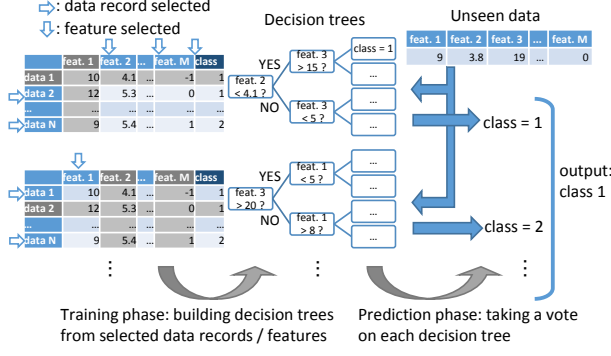 : data record selected
: feature selected
Decision trees
Unseen data
feat. 1 feat. 2 ... feat. M class
data 1 10 4.1 -1 1
data 2 12 5.3 0 1
... ... ... ...
data N 9 5.4 ... 1 2
feat. 2 < 4.1 ?
YES
NO
feat. 3 > 15 ?
feat. 3 < 5 ?
class = 1
...
...
...
feat. 1 feat. 2 feat. 3 ... feat. M
9 3.8 19 ... 0
class = 1
feat. 1 feat. 2 ... feat. M class
data 1 10 4.1 -1 1
data 2 12 5.3 0 1
... ... ... ...
data N 9 5.4 ... 1 2
feat. 3 > 20 ?
YES
NO
feat. 1 < 5 ?
feat. 1 > 8 ?
...
...
...
...
class = 2
output:
class 1
Training phase: building decision trees
from selected data records / features
Prediction phase: taking a vote
on each decision tree